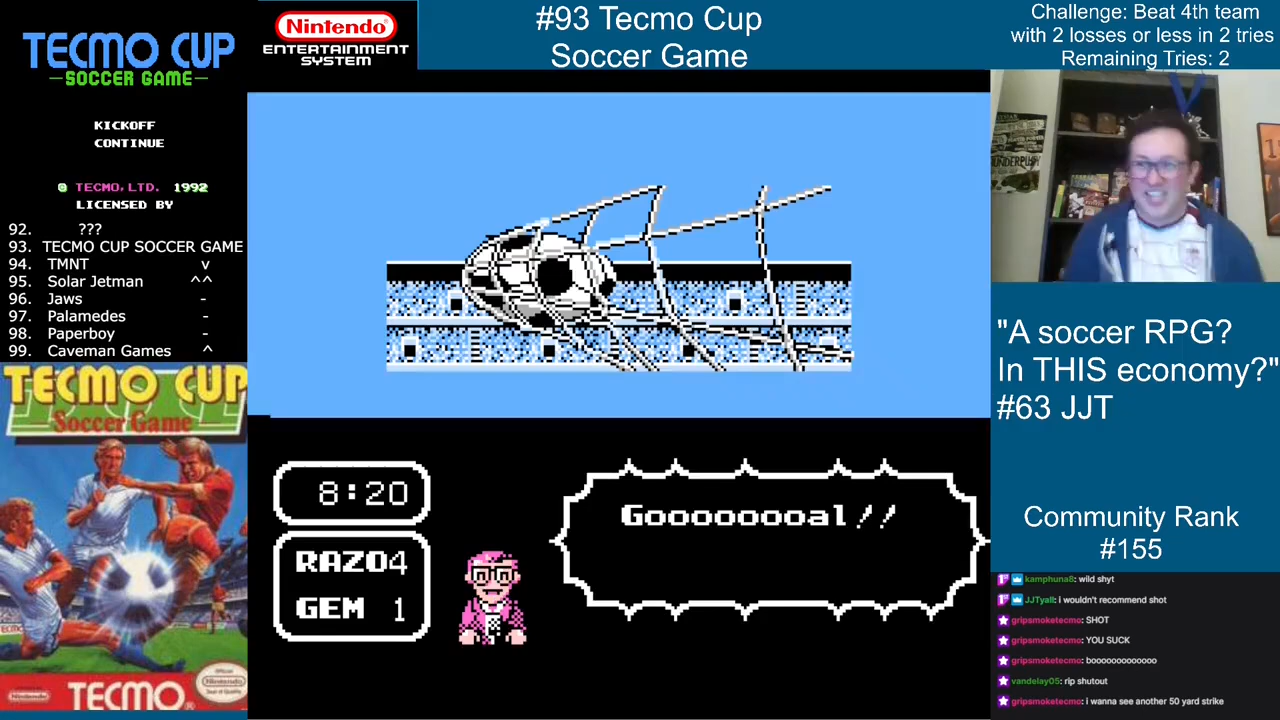 TECMO CUP
SOCCER GAME
KICKOFF
CONTINUE
© TECMO,LTD. 1992
LICENSED BY
92. ???
93. TECMO CUP SOCCER GAME
94. TMNT v
95. Solar Jetman ^^
96. Jaws -
97. Palamedes -
98. Paperboy -
99. Caveman Games ^
TECMO CUP
Soccer Game
Nintendo
TECMO®
Nintendo®
ENTERTAINMENT
SYSTEM™
#93 Tecmo Cup
Soccer Game
8:20
RAZO4
GEM 1
Goooooooal!!
Challenge: Beat 4th team
with 2 losses or less in 2 tries
Remaining Tries: 2
"A soccer RPG?
In THIS economy?"
#63 JJT
Community Rank
#155
kamphuna8: wild shyt
JJTyall: i wouldn't recommend shot
gripsmoketecmo: SHOT
gripsmoketecmo: YOU SUCK
gripsmoketecmo: booooooooooooo
vandelay05: rip shutout
gripsmoketecmo: i wanna see another 50 yard strike